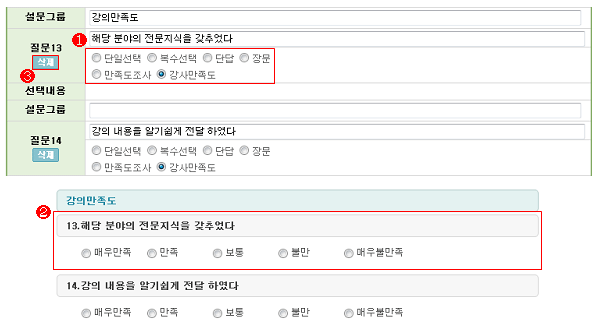 설문그룹 강의만족도
① 해당 분야의 전문지식을 갖추었다
질문13
삭제
③
단일선택 복수선택 단답 장문
만족도조사 강사만족도
선택내용
설문그룹
강의 내용을 알기쉽게 전달 하였다
질문14
삭제
단일선택 복수선택 단답 장문
만족도조사 강사만족도
강의만족도
②
13.해당 분야의 전문지식을 갖추었다
매우만족 만족 보통 불만 매우불만족
14.강의 내용을 알기쉽게 전달 하였다
매우만족 만족 보통 불만 매우불만족